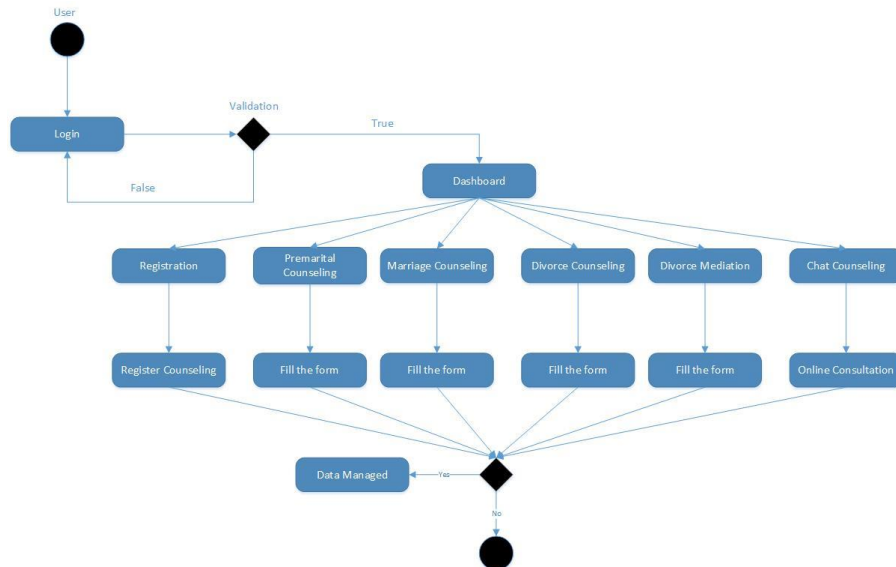 User
Validation
Login
True
False
Dashboard
Registration
Premarital
Counseling
Marriage Counseling
Divorce Counseling
Divorce Mediation
Chat Counseling
Register Counseling
Fill the form
Fill the form
Fill the form
Fill the form
Online Consultation
Data Managed
Yes
No